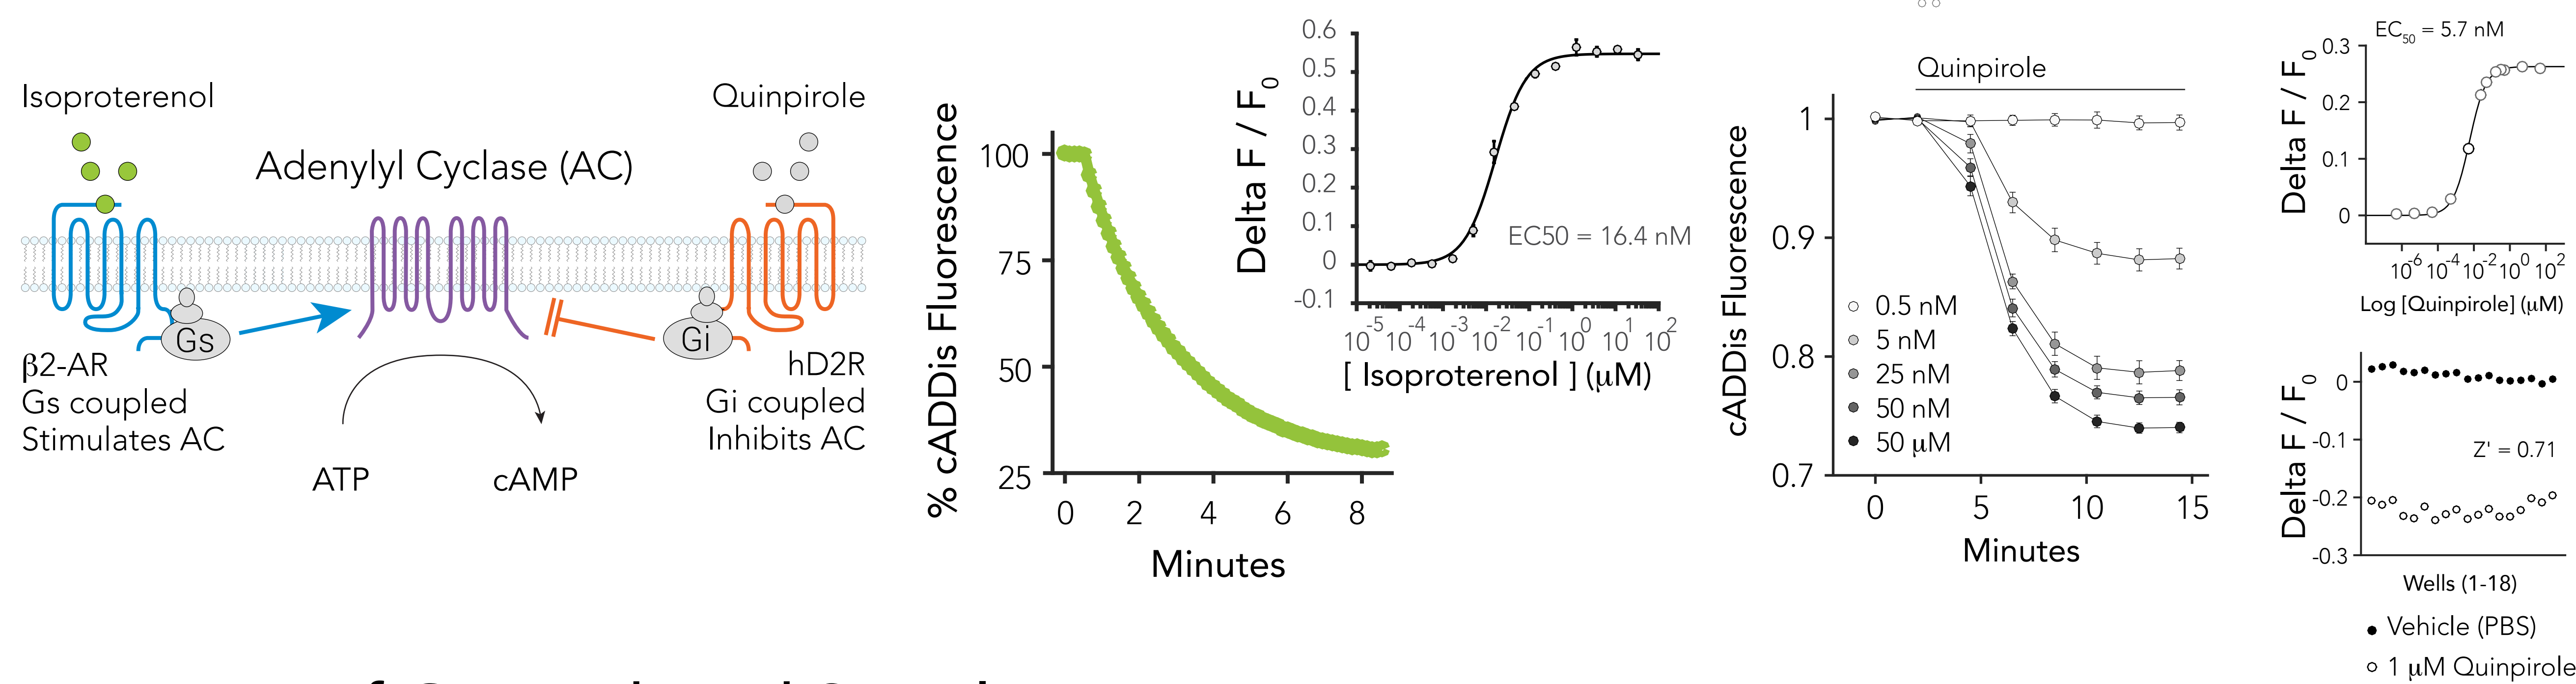 Isoproterenol
Quinpirole
Adenylyl Cyclase (AC)
Gs
Gi
β2-AR
Gs coupled
Stimulates AC
hD2R
Gi coupled
Inhibits AC
ATP
cAMP
% cADDis Fluorescence
100
75
50
25
0 2 4 6 8
Minutes
Delta F / F0
0.6
0.5
0.4
0.3
0.2
0.1
0
-0.1
EC50 = 16.4 nM
10-5 10-4 10-3 10-2 10-1 100 101 102
[ Isoproterenol ] (µM)
Quinpirole
cADDis Fluorescence
1
0.9
0.8
0.7
0.5 nM
5 nM
25 nM
50 nM
50 µM
0 5 10 15
Minutes
EC50 = 5.7 nM
Delta F / F0
0.3
0.2
0.1
0
10-6 10-4 10-2 100 102
Log [Quinpirole] (µM)
Delta F / F0
0
-0.1
-0.2
-0.3
Z' = 0.71
Wells (1-18)
Vehicle (PBS)
1 µM Quinpirole